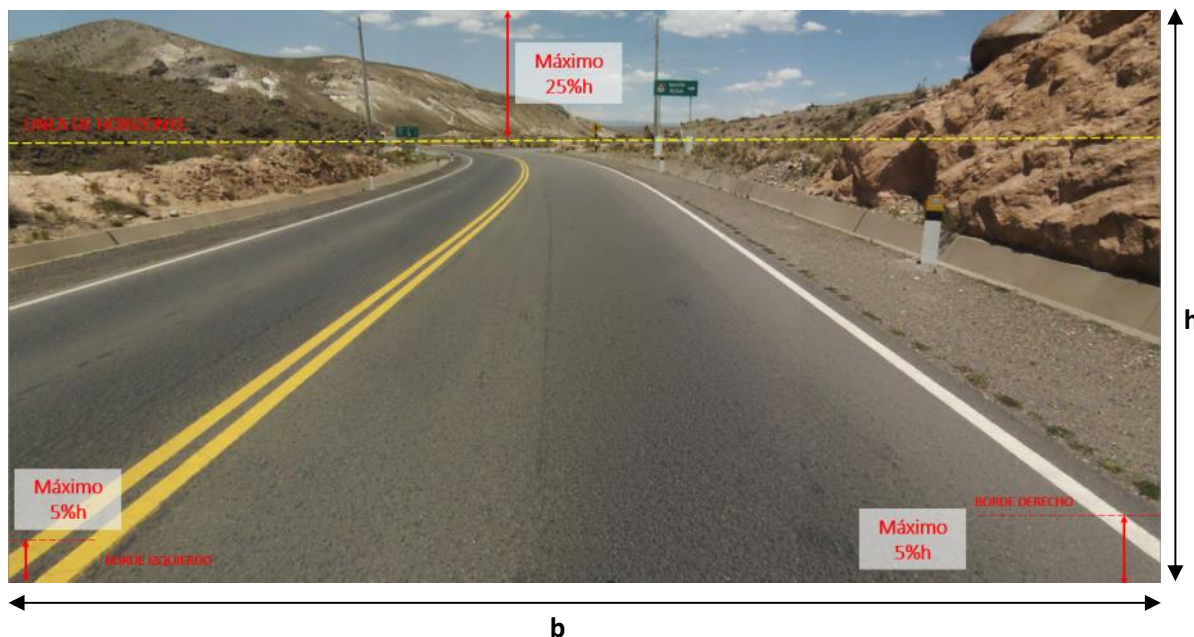 Máximo
25%h
LINEA DE HORIZONTE
h
Máximo
5%h
BORDE IZQUIERDO
BORDE DERECHO
Máximo
5%h
b